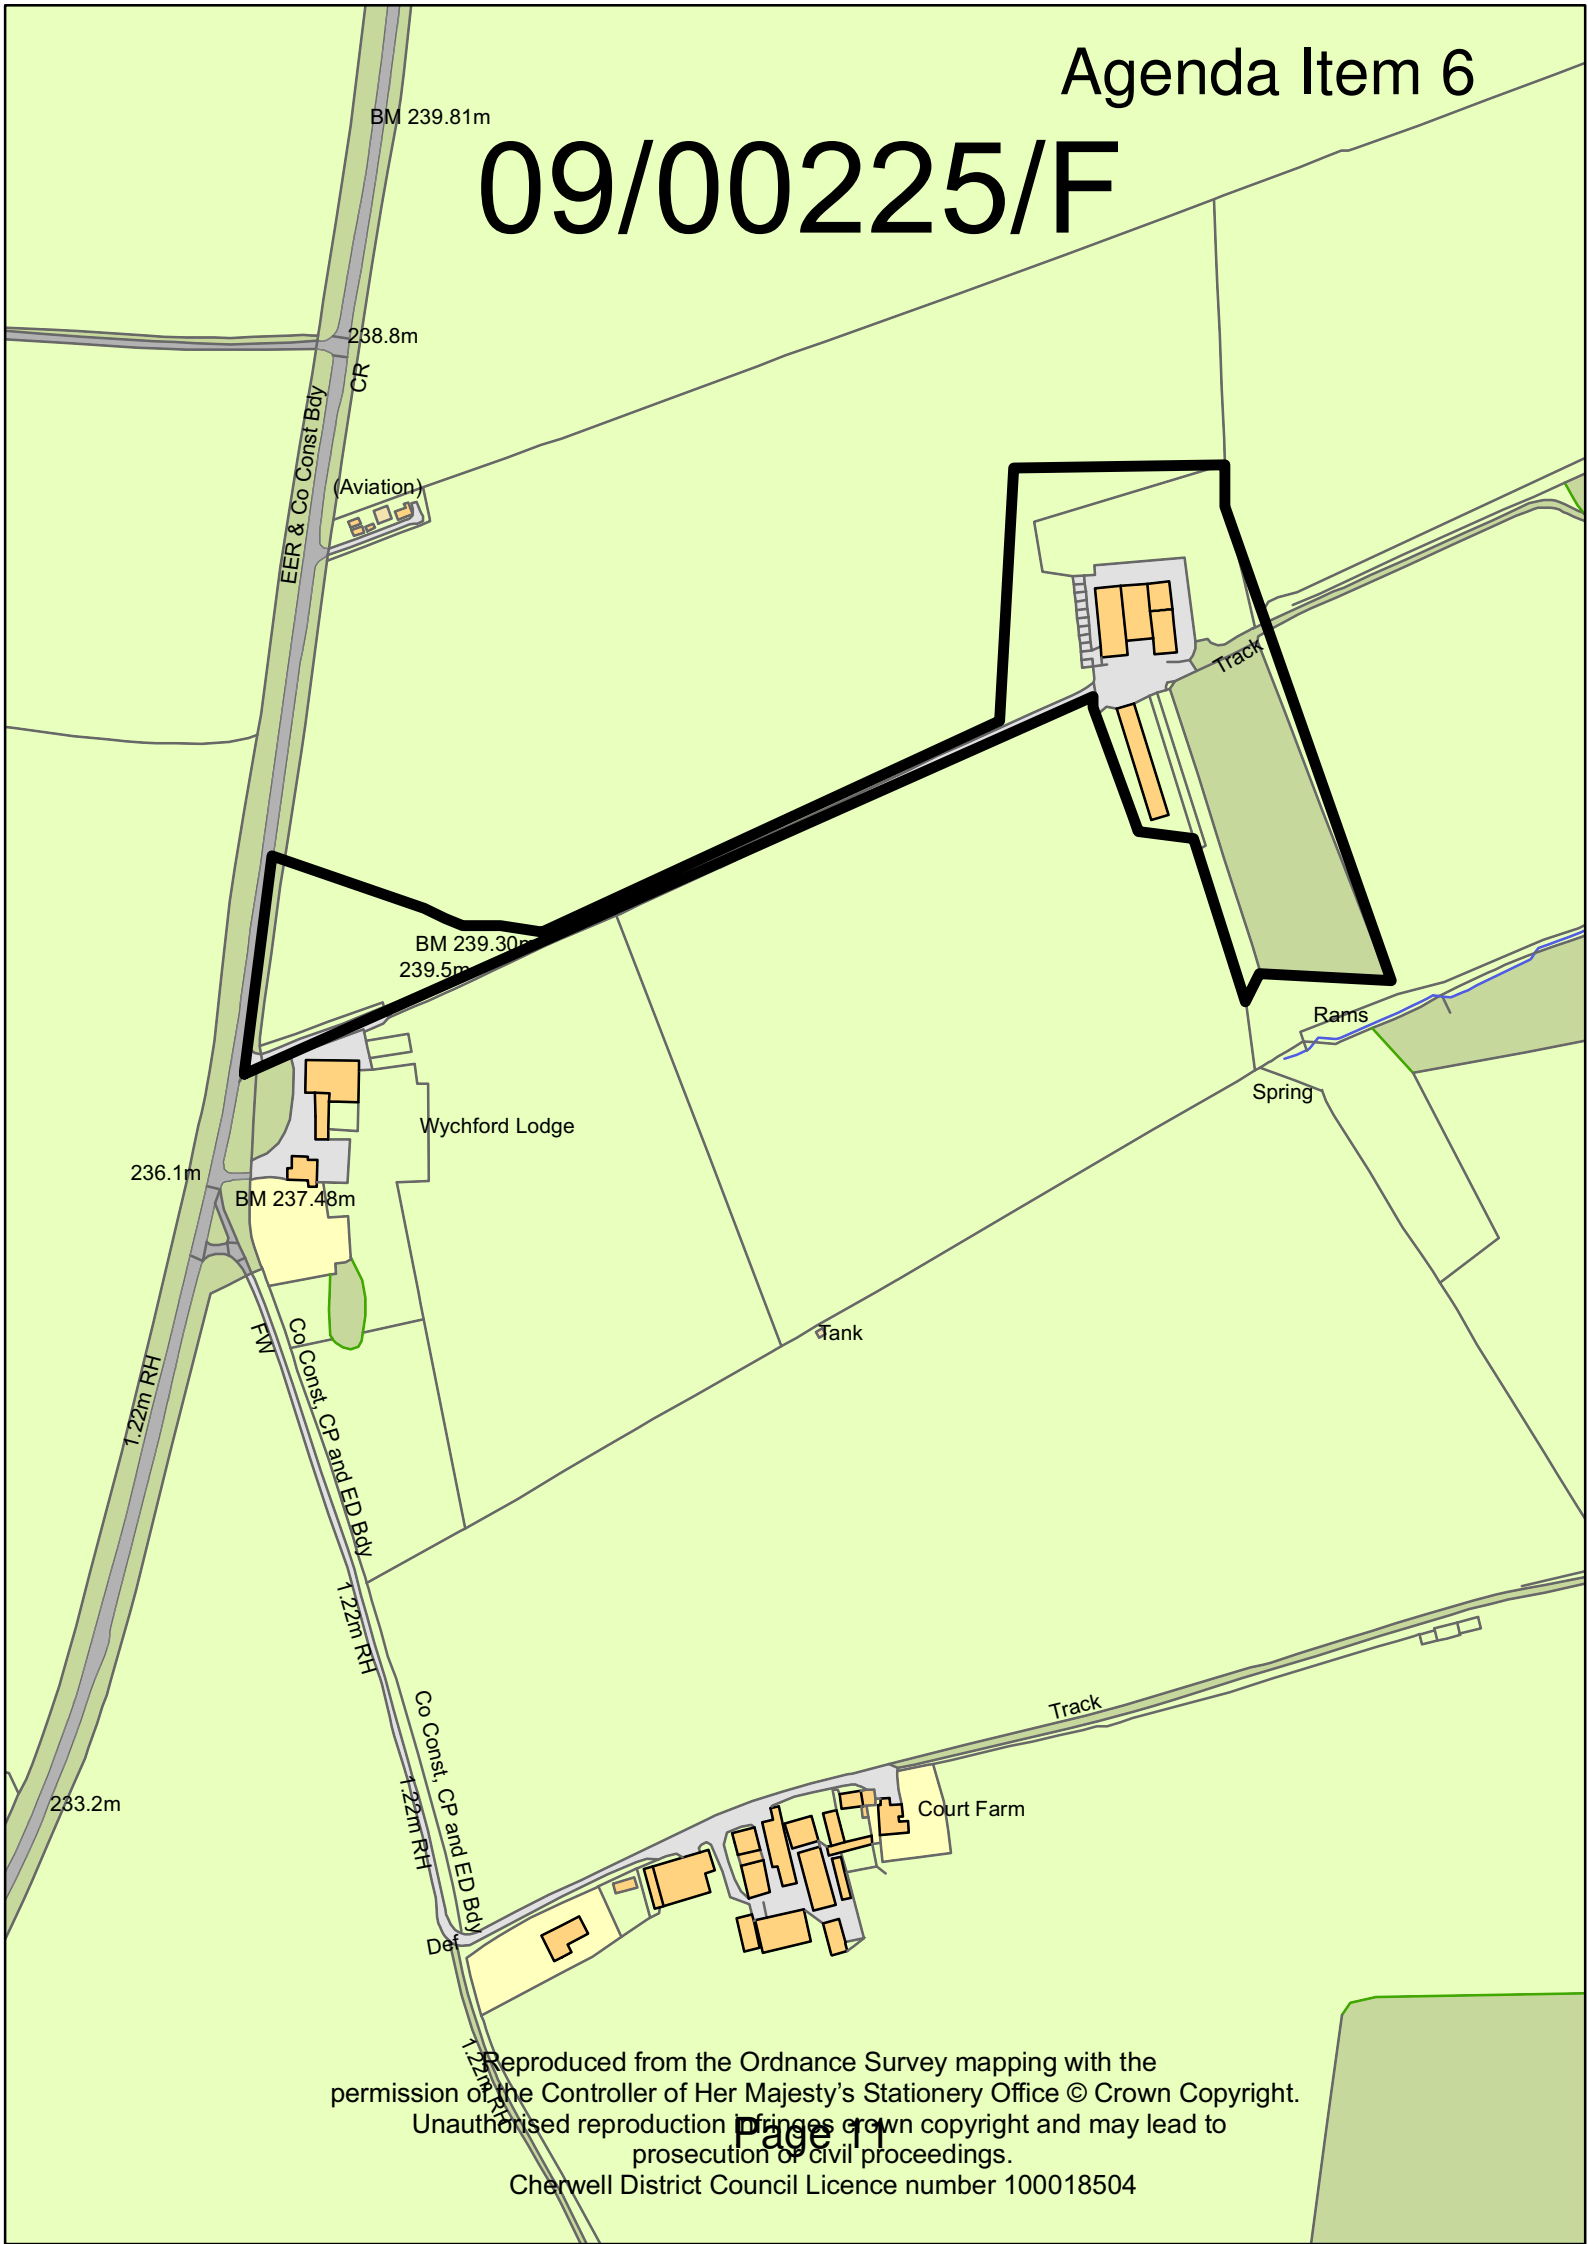 Agenda Item 6
BM 239.81m
09/00225/F
238.8m
CR
EER & Co Const Bdy
(Aviation)
Track
BM 239.30m
239.5m
Rams
Spring
Wychford Lodge
236.1m
BM 237.48m
FW
Co Const, CP and ED Bdy
Tank
1.22m RH
1.22m RH
Co Const, CP and ED Bdy
Track
1.22m RH
233.2m
Court Farm
Def
1.22m RH
Reproduced from the Ordnance Survey mapping with the
permission of the Controller of Her Majesty's Stationery Office © Crown Copyright.
Unauthorised reproduction infringes crown copyright and may lead to
Page 11
prosecution or civil proceedings.
Cherwell District Council Licence number 100018504